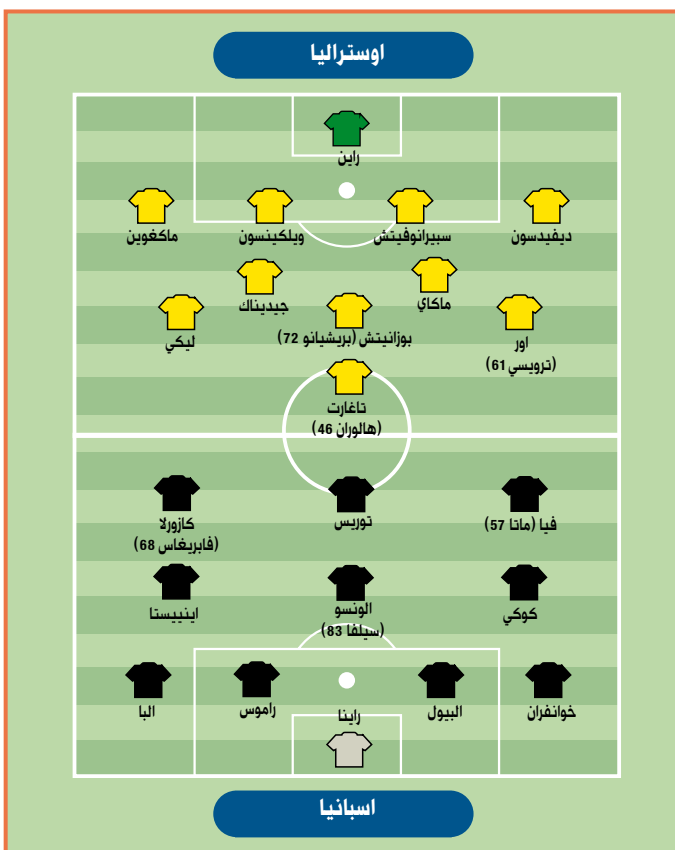 اوستراليا
راين
ديفيدسون
سبيرانوفيتش
ويلكينسون
ماكغوين
ماكاي
جيديناك
اور
(ترويسي 61)
بوزانيتش (بريشيانو 72)
ليكي
تاغارت
(هالوران 46)
فيا (ماتا 57)
توريس
كازورلا
(فابريغاس 68)
كوكي
الونسو
(سيلفا 83)
اينييستا
خوانفران
البيول
راينا
راموس
البا
اسبانيا